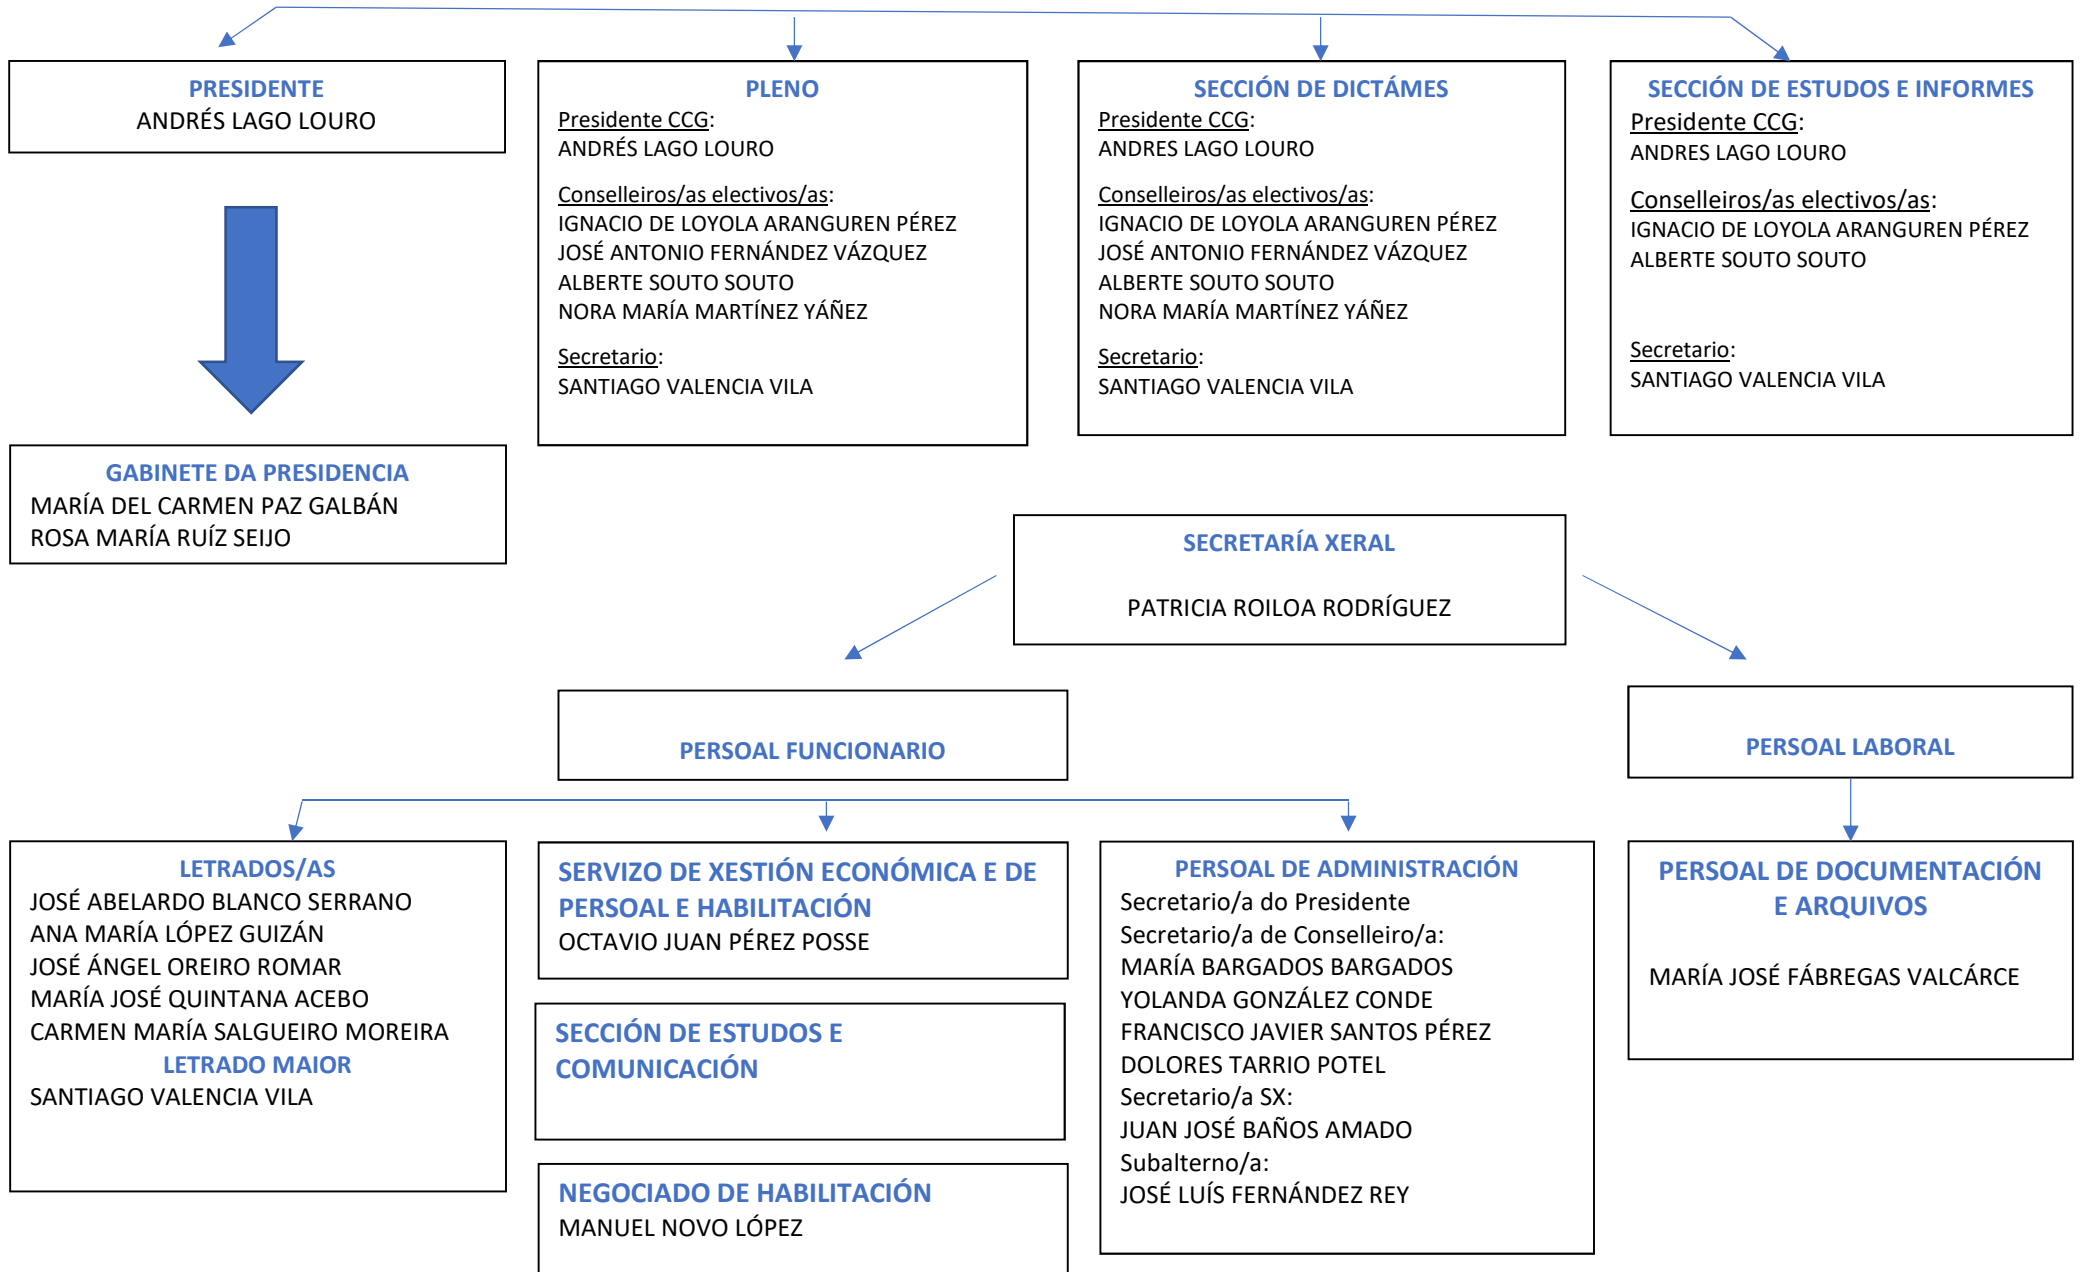 PRESIDENTE
ANDRÉS LAGO LOURO
PLENO
Presidente CCG:
ANDRÉS LAGO LOURO
Conselleiros/as electivos/as:
IGNACIO DE LOYOLA ARANGUREN PÉREZ
JOSÉ ANTONIO FERNÁNDEZ VÁZQUEZ
ALBERTE SOUTO SOUTO
NORA MARÍA MARTÍNEZ YÁÑEZ
Secretario:
SANTIAGO VALENCIA VILA
SECCIÓN DE DICTÁMES
Presidente CCG:
ANDRES LAGO LOURO
Conselleiros/as electivos/as:
IGNACIO DE LOYOLA ARANGUREN PÉREZ
JOSÉ ANTONIO FERNÁNDEZ VÁZQUEZ
ALBERTE SOUTO SOUTO
NORA MARÍA MARTÍNEZ YÁÑEZ
Secretario:
SANTIAGO VALENCIA VILA
SECCIÓN DE ESTUDOS E INFORMES
Presidente CCG:
ANDRES LAGO LOURO
Conselleiros/as electivos/as:
IGNACIO DE LOYOLA ARANGUREN PÉREZ
ALBERTE SOUTO SOUTO
Secretario:
SANTIAGO VALENCIA VILA
GABINETE DA PRESIDENCIA
MARÍA DEL CARMEN PAZ GALBÁN
ROSA MARÍA RUÍZ SEIJO
SECRETARÍA XERAL
PATRICIA ROILOA RODRÍGUEZ
PERSOAL FUNCIONARIO
PERSOAL LABORAL
LETRADOS/AS
JOSÉ ABELARDO BLANCO SERRANO
ANA MARÍA LÓPEZ GUIZÁN
JOSÉ ÁNGEL OREIRO ROMAR
MARÍA JOSÉ QUINTANA ACEBO
CARMEN MARÍA SALGUEIRO MOREIRA
LETRADO MAIOR
SANTIAGO VALENCIA VILA
SERVIZO DE XESTIÓN ECONÓMICA E DE
PERSOAL E HABILITACIÓN
OCTAVIO JUAN PÉREZ POSSE
SECCIÓN DE ESTUDOS E
COMUNICACIÓN
NEGOCIADO DE HABILITACIÓN
MANUEL NOVO LÓPEZ
PERSOAL DE ADMINISTRACIÓN
Secretario/a do Presidente
Secretario/a de Conselleiro/a:
MARÍA BARGADOS BARGADOS
YOLANDA GONZÁLEZ CONDE
FRANCISCO JAVIER SANTOS PÉREZ
DOLORES TARRIO POTEL
Secretario/a SX:
JUAN JOSÉ BAÑOS AMADO
Subalterno/a:
JOSÉ LUÍS FERNÁNDEZ REY
PERSOAL DE DOCUMENTACIÓN
E ARQUIVOS
MARÍA JOSÉ FÁBREGAS VALCÁRCE